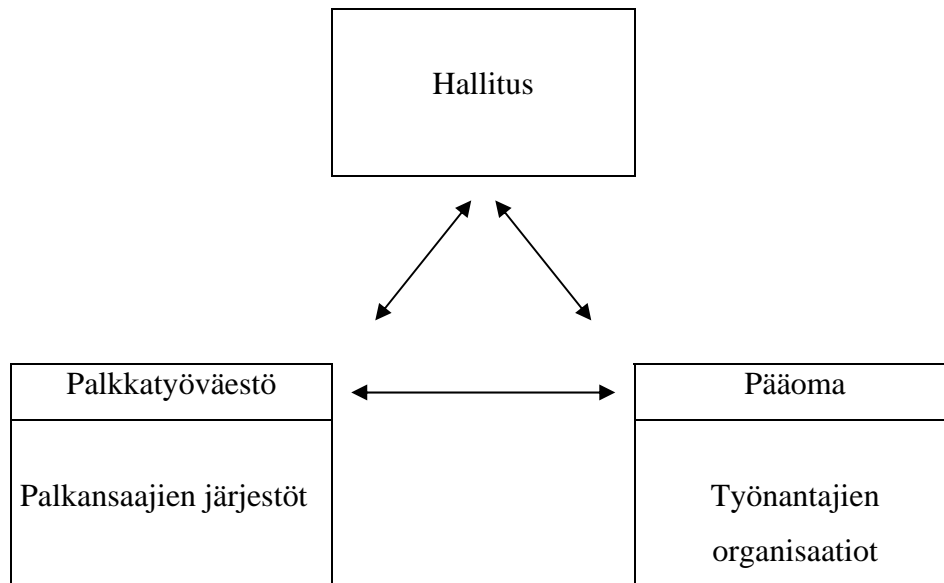 Hallitus
Palkkatyöväestö
Pääoma
Palkansaajien järjestöt
Työnantajien
organisaatiot